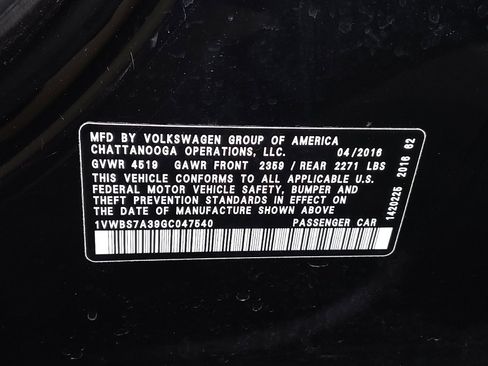 MFD BY VOLKSWAGEN GROUP OF AMERICA
CHATTANOOGA OPERATIONS, LLC. 04/2016
GVWR 4519 GAWR FRONT 2359 / REAR 2271 LBS
THIS VEHICLE CONFORMS TO ALL APPLICABLE U.S.
FEDERAL MOTOR VEHICLE SAFETY, BUMPER AND
THEFT PREVENTION STANDARDS IN EFFECT ON
THE DATE OF MANUFACTURE SHOWN ABOVE.
1VWBS7A39GC047540 PASSENGER CAR
1420225 2016 82